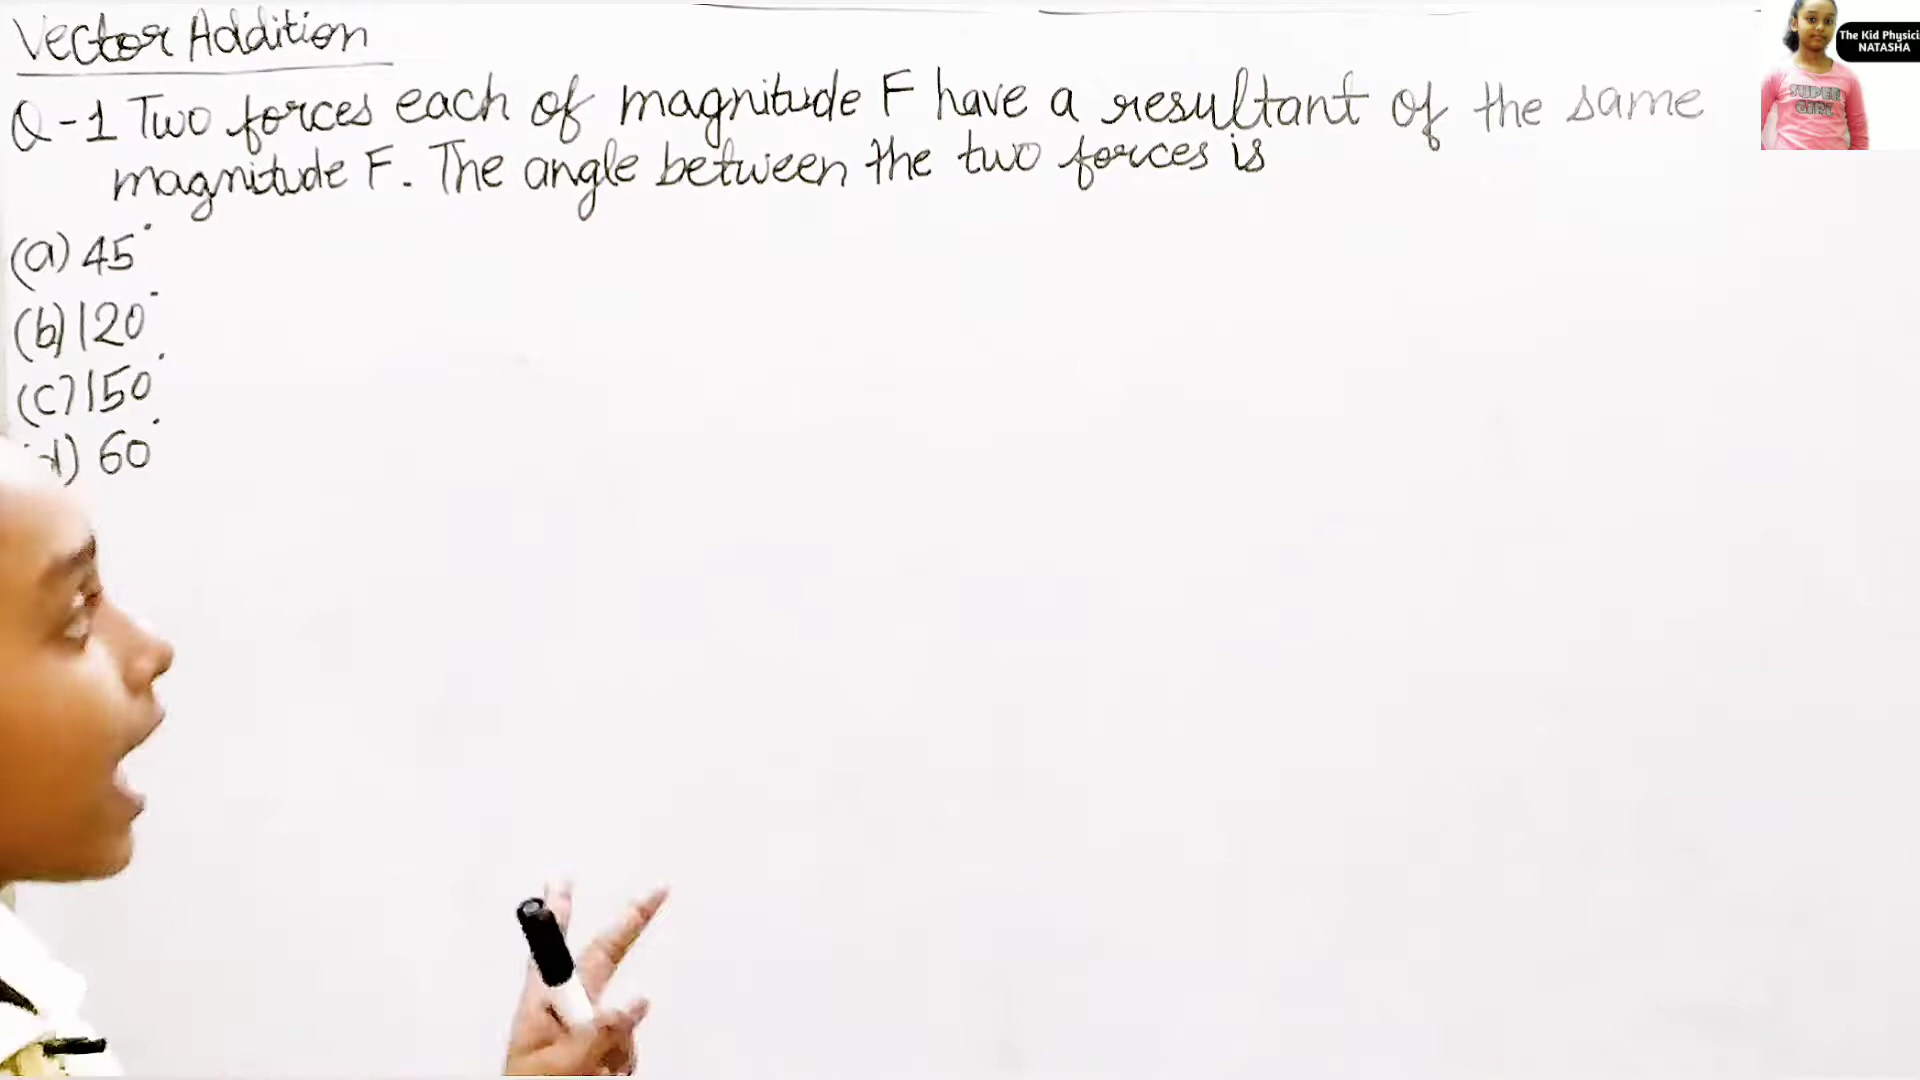 Vector Addition
Q-1 Two forces each of magnitude F have a resultant of the same
magnitude F. The angle between the two forces is
(a) 45°
(b) 120°
(c) 150°
(d) 60°
The Kid Physici
NATASHA
SUPER
GIRL